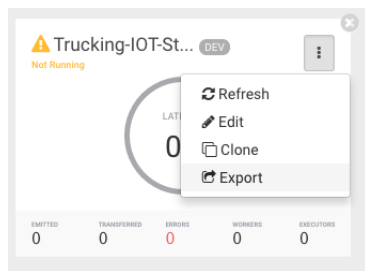 Trucking-IOT-St... DEV
Not Running
Refresh
Edit
Clone
Export
LAT
0
EMITTED TRANSFERRED ERRORS WORKERS EXECUTORS
0 0 0 0 0